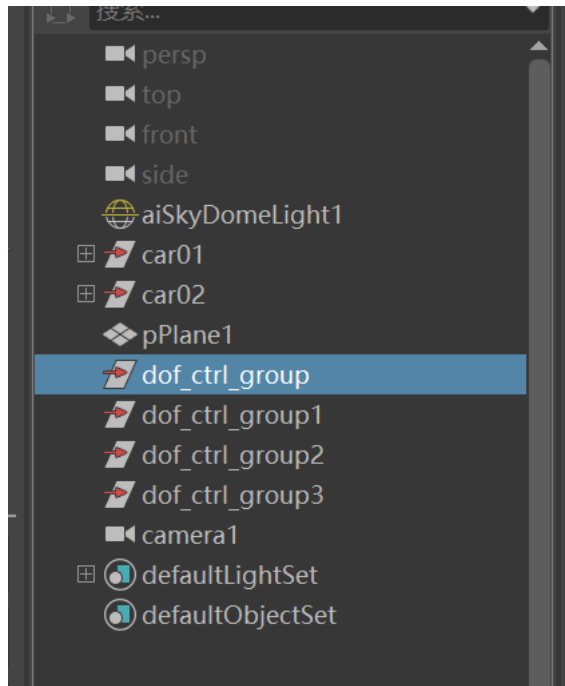 搜索...
persp
top
front
side
aiSkyDomeLight1
car01
car02
pPlane1
dof_ctrl_group
dof_ctrl_group1
dof_ctrl_group2
dof_ctrl_group3
camera1
defaultLightSet
defaultObjectSet